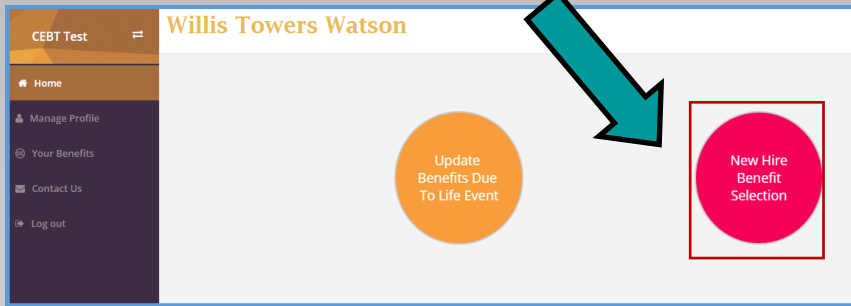 CEBT Test
Willis Towers Watson
Home
Manage Profile
Your Benefits
Contact Us
Log out
Update
Benefits Due
To Life Event
New Hire
Benefit
Selection